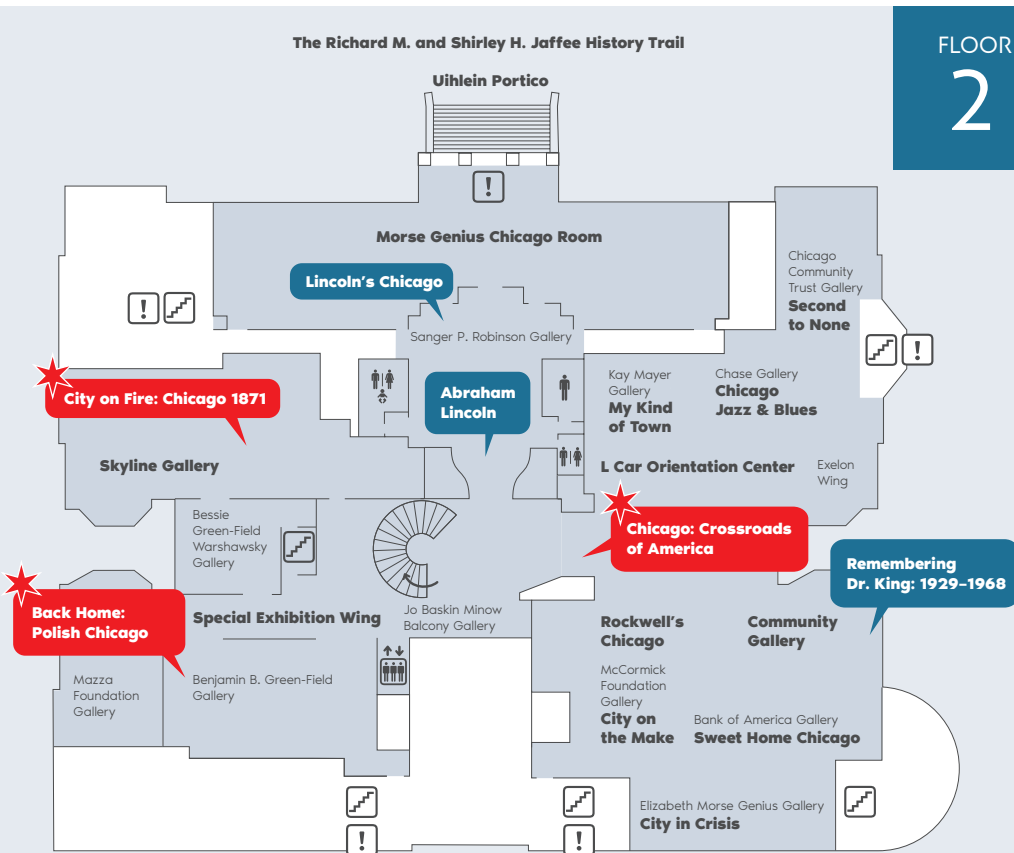 The Richard M. and Shirley H. Jaffee History Trail
FLOOR
2
Uihlein Portico
!
Morse Genius Chicago Room
Lincoln's Chicago
Sanger P. Robinson Gallery
Chicago
Community
Trust Gallery
Second
to None
!
!
City on Fire: Chicago 1871
Abraham
Lincoln
Kay Mayer
Gallery
My Kind
of Town
Chase Gallery
Chicago
Jazz & Blues
Skyline Gallery
L Car Orientation Center
Exelon
Wing
Bessie
Green-Field
Warshawsky
Gallery
Chicago: Crossroads
of America
Remembering
Dr. King: 1929–1968
Back Home:
Polish Chicago
Special Exhibition Wing
Jo Baskin Minow
Balcony Gallery
Rockwell's
Chicago
Community
Gallery
Mazza
Foundation
Gallery
Benjamin B. Green-Field
Gallery
McCormick
Foundation
Gallery
City on
the Make
Bank of America Gallery
Sweet Home Chicago
Elizabeth Morse Genius Gallery
City in Crisis
!
!